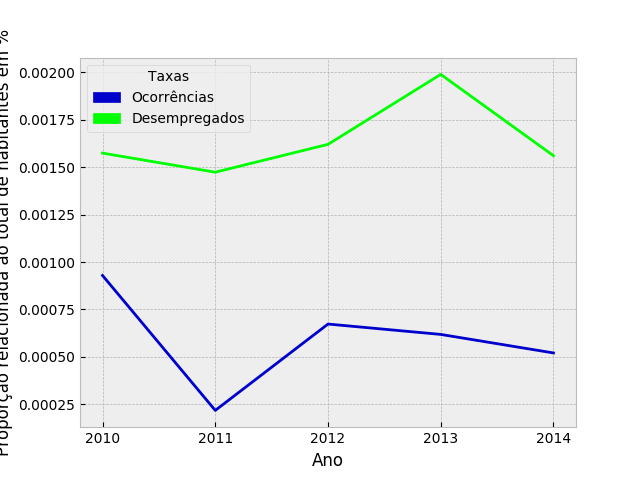 Proporção relacionada ao total de habitantes em %
0.00200
0.00175
0.00150
0.00125
0.00100
0.00075
0.00050
0.00025
Taxas
Ocorrências
Desempregados
2010 2011 2012 2013 2014
Ano